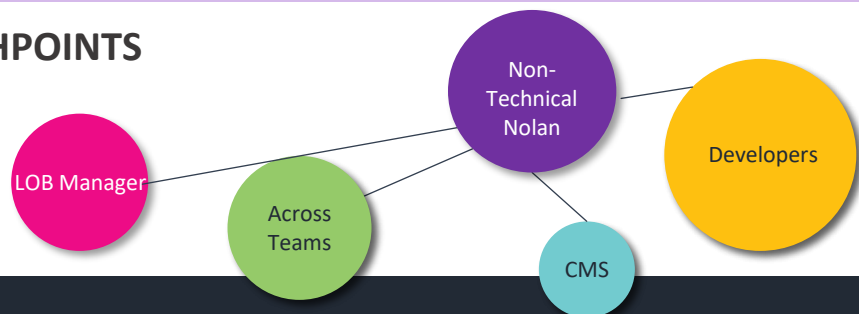 HPOINTS
Non-
Technical
Nolan
Developers
LOB Manager
Across
Teams
CMS